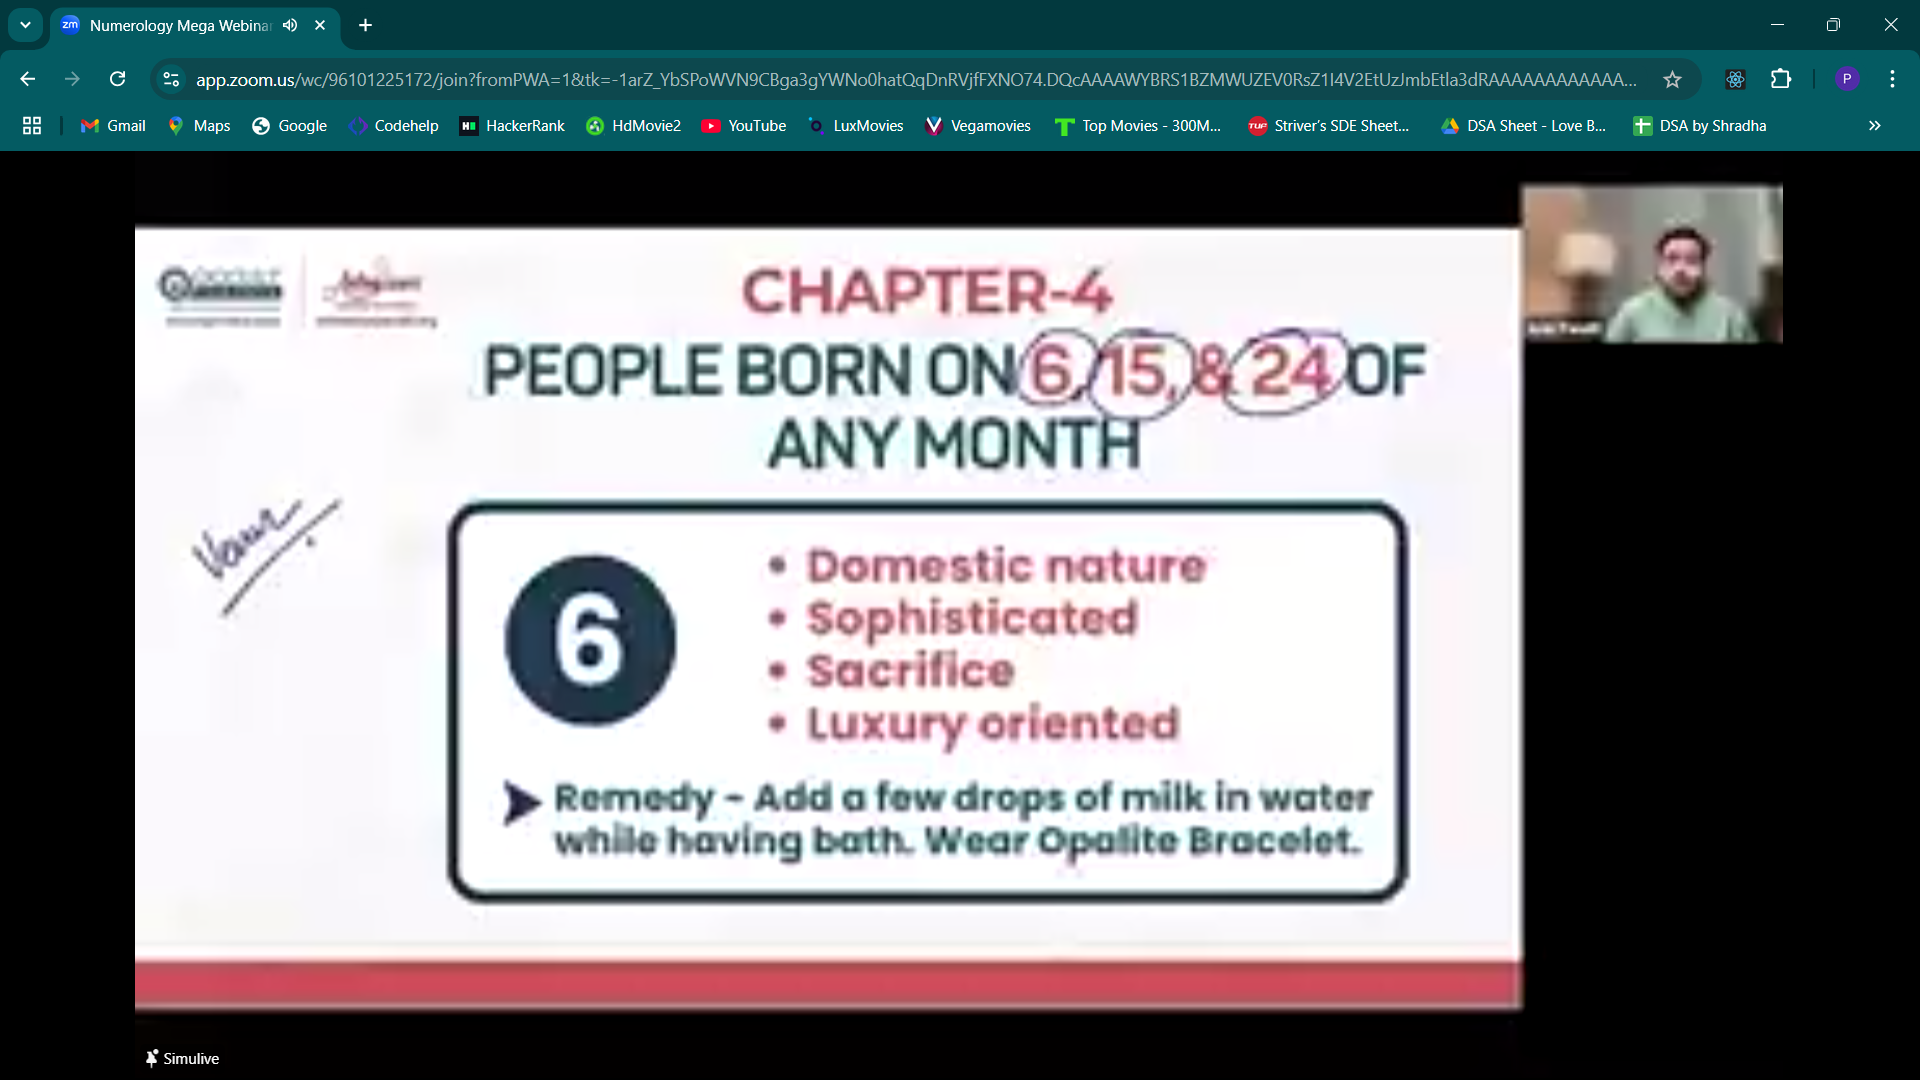 Numerology Mega Webinar
app.zoom.us/wc/96101225172/join?fromPWA=1&tk=-1arZ_YbSPoWVN9CBga3gYWNo0hatQqDnRVjfFXNO74.DQcAAAAWYBRS1BZMWUZEV0RsZ1I4V2EtUzJmbEtla3dRAAAAAAAAAAAA...
P
Gmail Maps Google Codehelp HackerRank HdMovie2 YouTube LuxMovies Vegamovies Top Movies - 300M... Striver's SDE Sheet... DSA Sheet - Love B... DSA by Shradha
CHAPTER-4
PEOPLE BORN ON 6, 15, & 24 OF
ANY MONTH
6
• Domestic nature
• Sophisticated
• Sacrifice
• Luxury oriented
Remedy - Add a few drops of milk in water
while having bath. Wear Opalite Bracelet.
Simulive